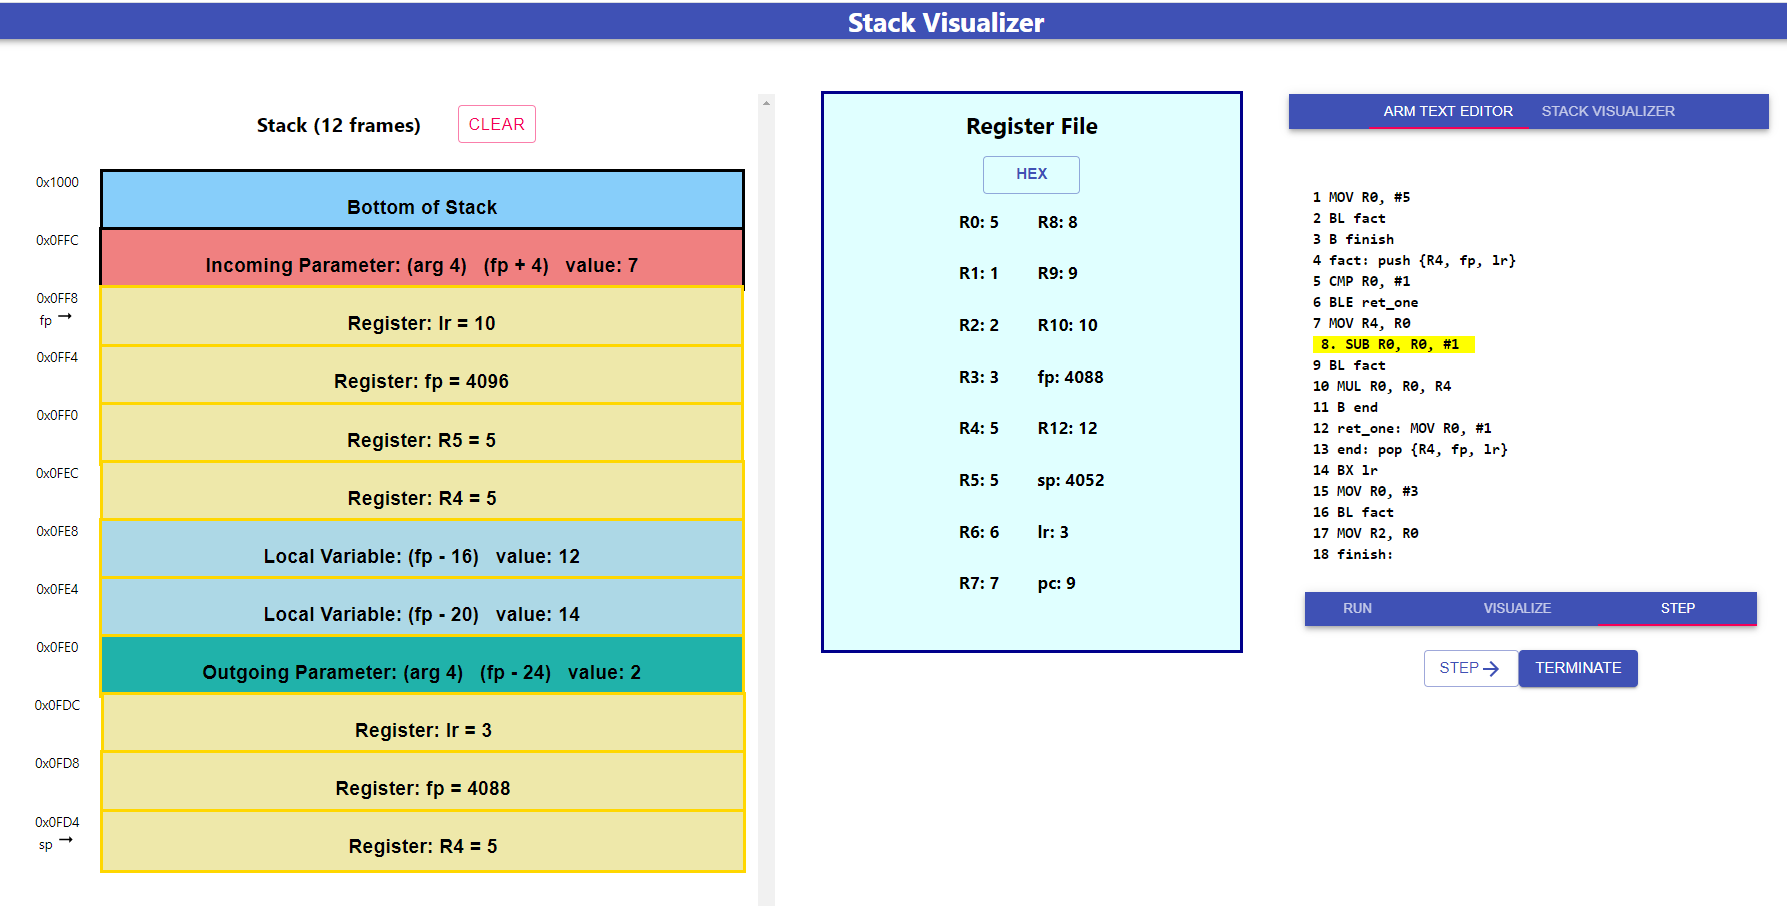 Stack Visualizer
Stack (12 frames)
CLEAR
0x1000
Bottom of Stack
0x0FFC
Incoming Parameter: (arg 4) (fp + 4) value: 7
0x0FF8
fp →
Register: lr = 10
0x0FF4
Register: fp = 4096
0x0FF0
Register: R5 = 5
0x0FEC
Register: R4 = 5
0x0FE8
Local Variable: (fp - 16) value: 12
0x0FE4
Local Variable: (fp - 20) value: 14
0x0FE0
Outgoing Parameter: (arg 4) (fp - 24) value: 2
0x0FDC
Register: lr = 3
0x0FD8
Register: fp = 4088
0x0FD4
sp →
Register: R4 = 5
Register File
HEX
R0: 5 R8: 8
R1: 1 R9: 9
R2: 2 R10: 10
R3: 3 fp: 4088
R4: 5 R12: 12
R5: 5 sp: 4052
R6: 6 lr: 3
R7: 7 pc: 9
ARM TEXT EDITOR STACK VISUALIZER
1 MOV R0, #5
2 BL fact
3 B finish
4 fact: push {R4, fp, lr}
5 CMP R0, #1
6 BLE ret_one
7 MOV R4, R0
8. SUB R0, R0, #1
9 BL fact
10 MUL R0, R0, R4
11 B end
12 ret_one: MOV R0, #1
13 end: pop {R4, fp, lr}
14 BX lr
15 MOV R0, #3
16 BL fact
17 MOV R2, R0
18 finish:
RUN VISUALIZE STEP
STEP → TERMINATE